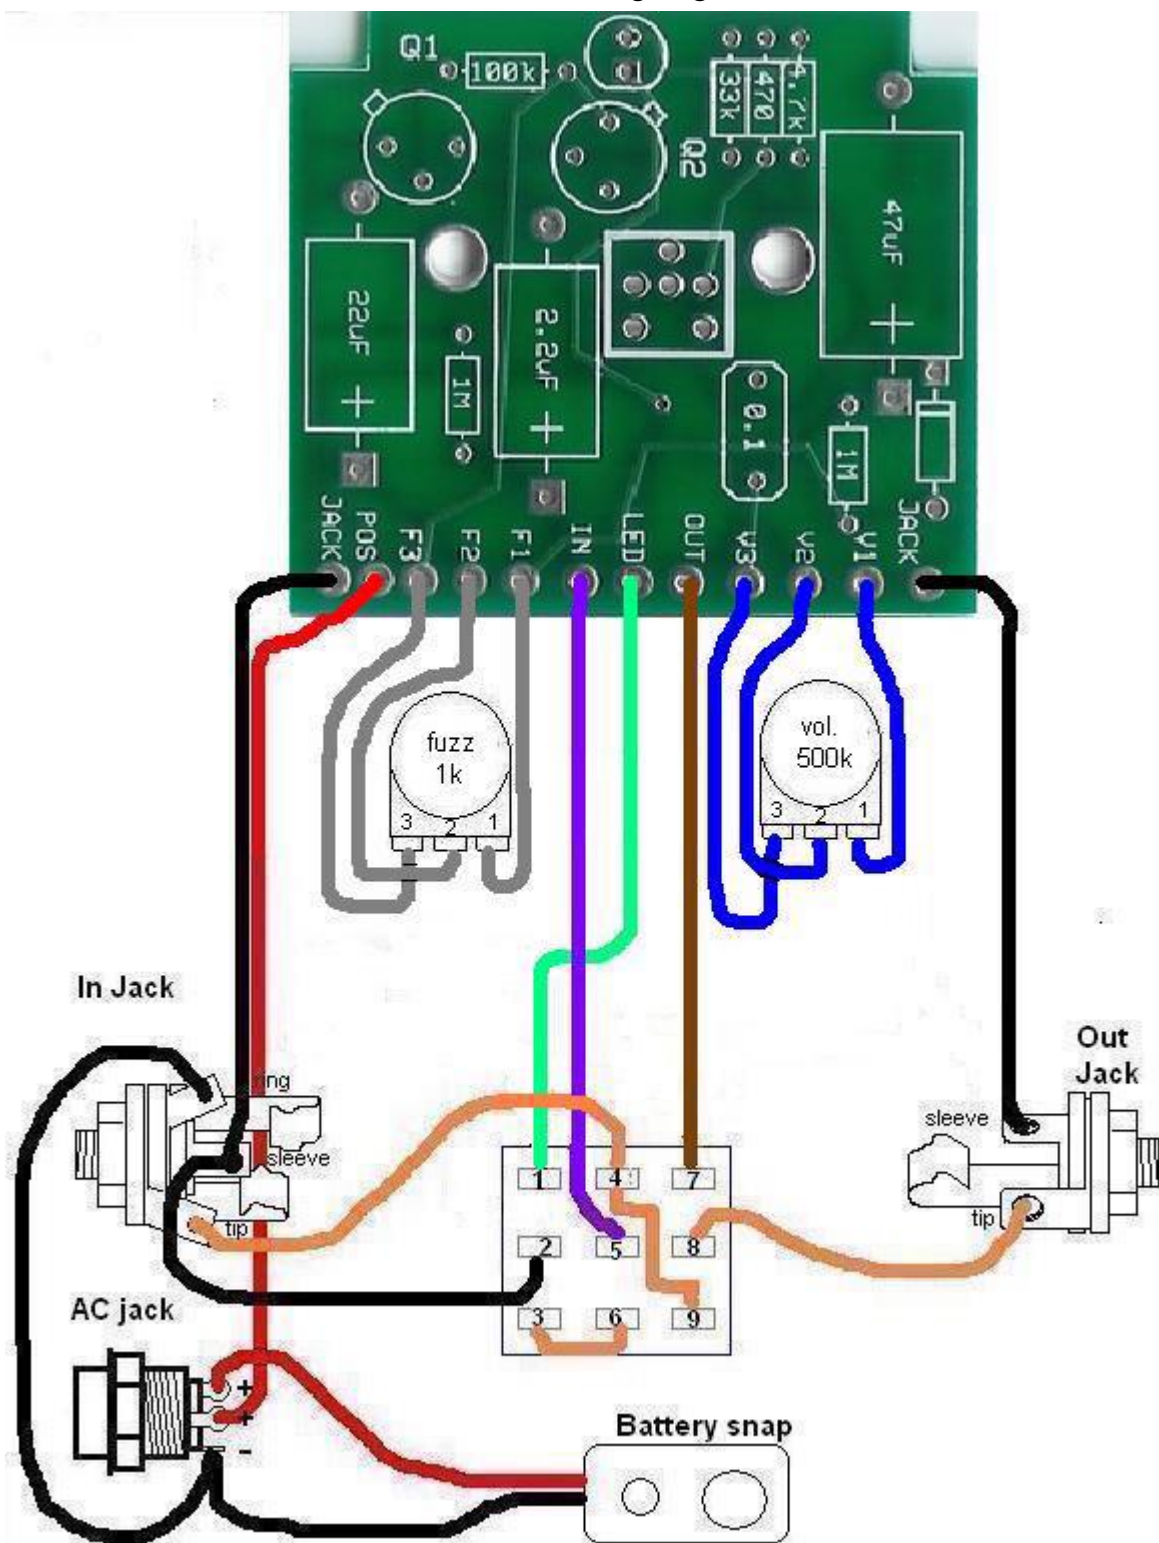 Q1
100k
33k
470
4.7k
Q2
22uF
1M
2.2uF
0.1
1M
47uF
JACK
POS
F3
F2
F1
IN
LED
OUT
V3
V2
V1
JACK
fuzz
1k
3 2 1
vol.
500k
3 2 1
In Jack
ring
sleeve
tip
Out
Jack
sleeve
tip
1 4 7
2 5 8
3 6 9
AC jack
+
+
-
Battery snap